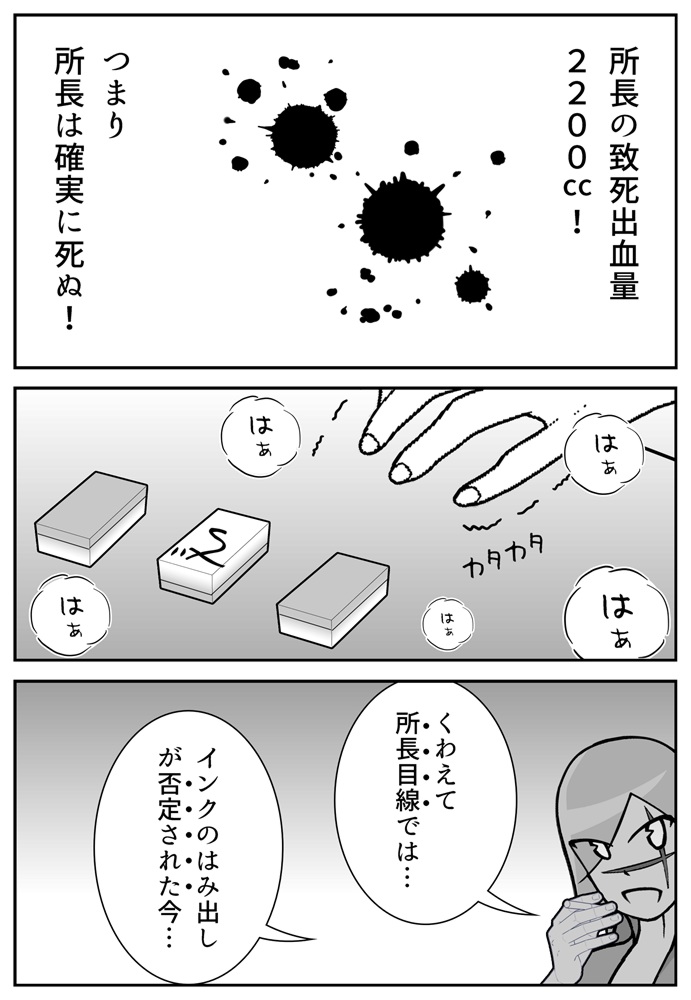 所長の致死出血量
2200cc！
つまり
所長は確実に死ぬ！
はぁ
はぁ
カタカタ
はぁ
はぁ
はぁ
くわえて
所長目線では…
インクのはみ出し
が否定された今…